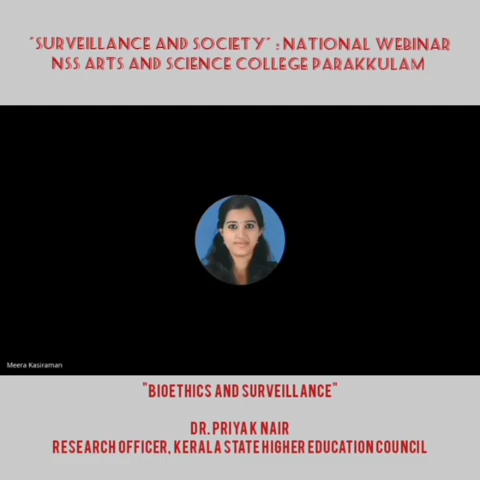 "SURVEILLANCE AND SOCIETY" : NATIONAL WEBINAR
NSS ARTS AND SCIENCE COLLEGE PARAKKULAM
Meera Kasiraman
"BIOETHICS AND SURVEILLANCE"
DR. PRIYA K NAIR
RESEARCH OFFICER, KERALA STATE HIGHER EDUCATION COUNCIL